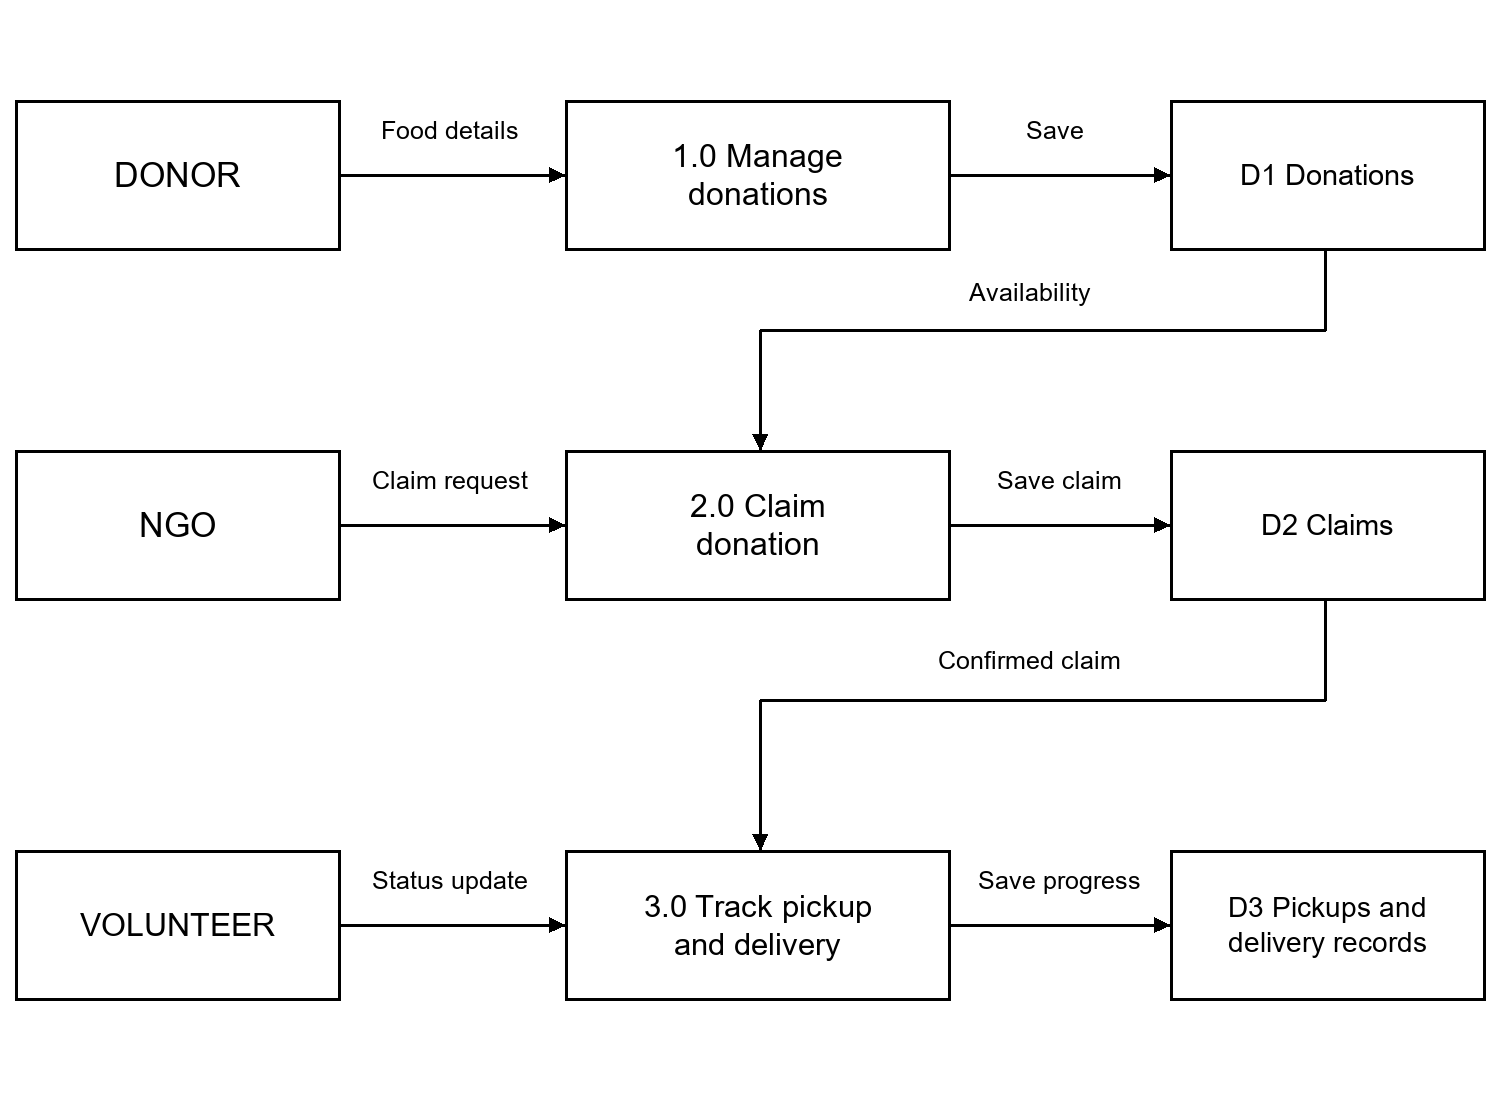 Food details
Save
DONOR
1.0 Manage
donations
D1 Donations
Availability
Claim request
Save claim
NGO
2.0 Claim
donation
D2 Claims
Confirmed claim
Status update
Save progress
VOLUNTEER
3.0 Track pickup
and delivery
D3 Pickups and
delivery records